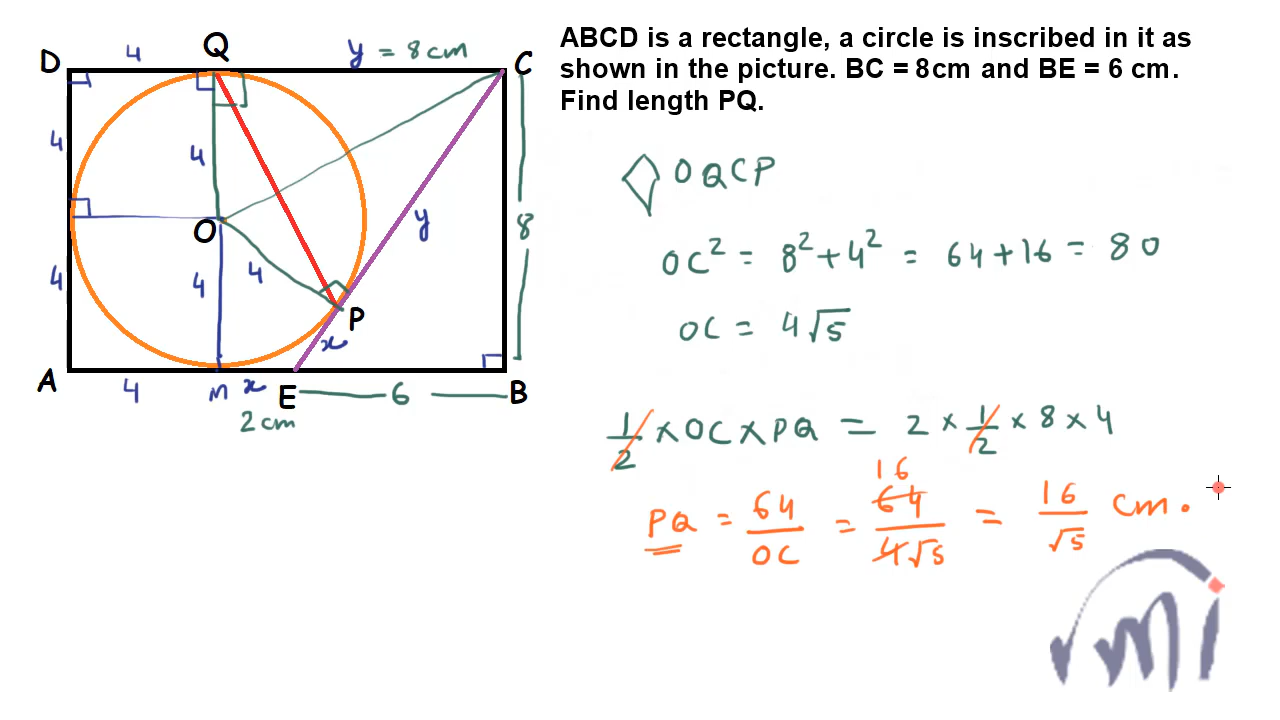 ABCD is a rectangle, a circle is inscribed in it as
shown in the picture. BC = 8cm and BE = 6 cm.
Find length PQ.
D 4 Q y = 8cm C
4
4
O
4
4
4
y
8
P
x
A 4 M x E 6 B
2 cm
OQCP
OC² = 8² + 4² = 64 + 16 = 80
OC = 4√5
1/2 × OC × PQ = 2 × 1/2 × 8 × 4
16
PQ = 64/OC = 64/4√5 = 16/√5 cm.
mi